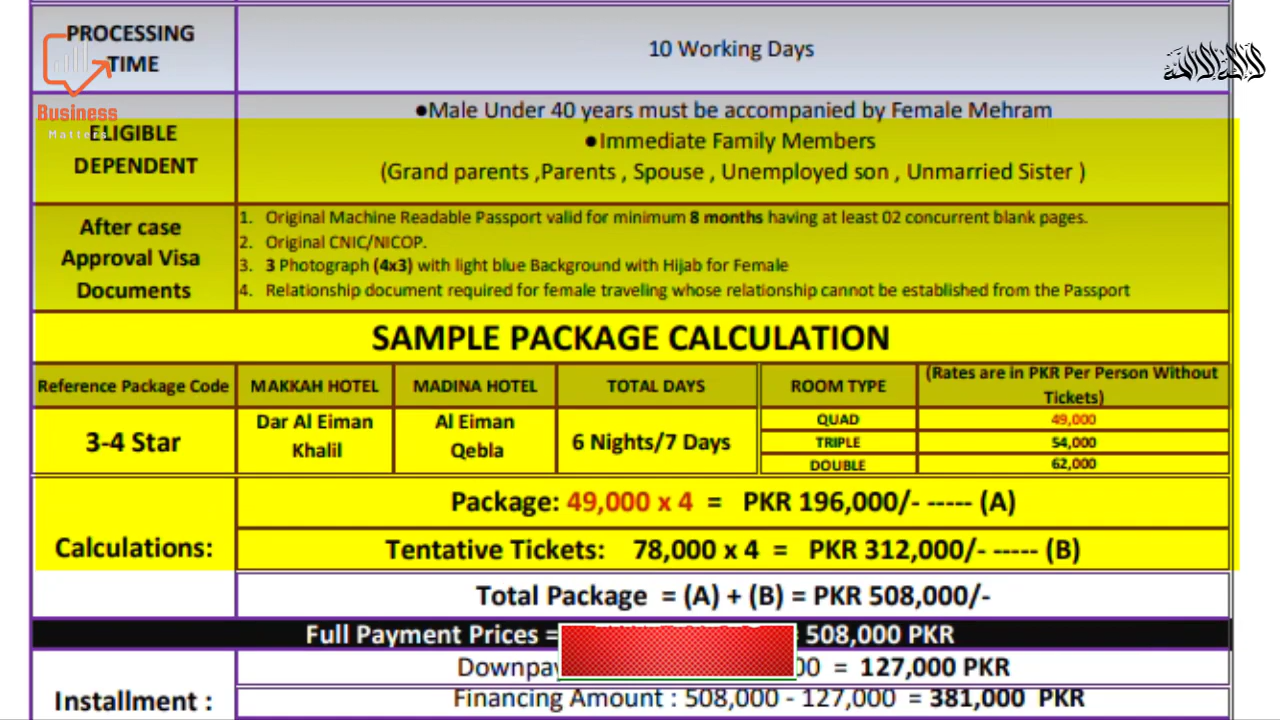 PROCESSING
TIME
10 Working Days
Business
Matters
ELIGIBLE
DEPENDENT
●Male Under 40 years must be accompanied by Female Mehram
●Immediate Family Members
(Grand parents ,Parents , Spouse , Unemployed son , Unmarried Sister )
After case
Approval Visa
Documents
1. Original Machine Readable Passport valid for minimum 8 months having at least 02 concurrent blank pages.
2. Original CNIC/NICOP.
3. 3 Photograph (4x3) with light blue Background with Hijab for Female
4. Relationship document required for female traveling whose relationship cannot be established from the Passport
SAMPLE PACKAGE CALCULATION
Reference Package Code
MAKKAH HOTEL
MADINA HOTEL
TOTAL DAYS
ROOM TYPE
(Rates are in PKR Per Person Without
Tickets)
3-4 Star
Dar Al Eiman
Khalil
Al Eiman
Qebla
6 Nights/7 Days
QUAD 49,000
TRIPLE 54,000
DOUBLE 62,000
Calculations:
Package: 49,000 x 4 = PKR 196,000/- ----- (A)
Tentative Tickets: 78,000 x 4 = PKR 312,000/- ----- (B)
Total Package = (A) + (B) = PKR 508,000/-
Full Payment Prices = 508,000 PKR
= 127,000 PKR
Installment :
Financing Amount : 508,000 - 127,000 = 381,000 PKR